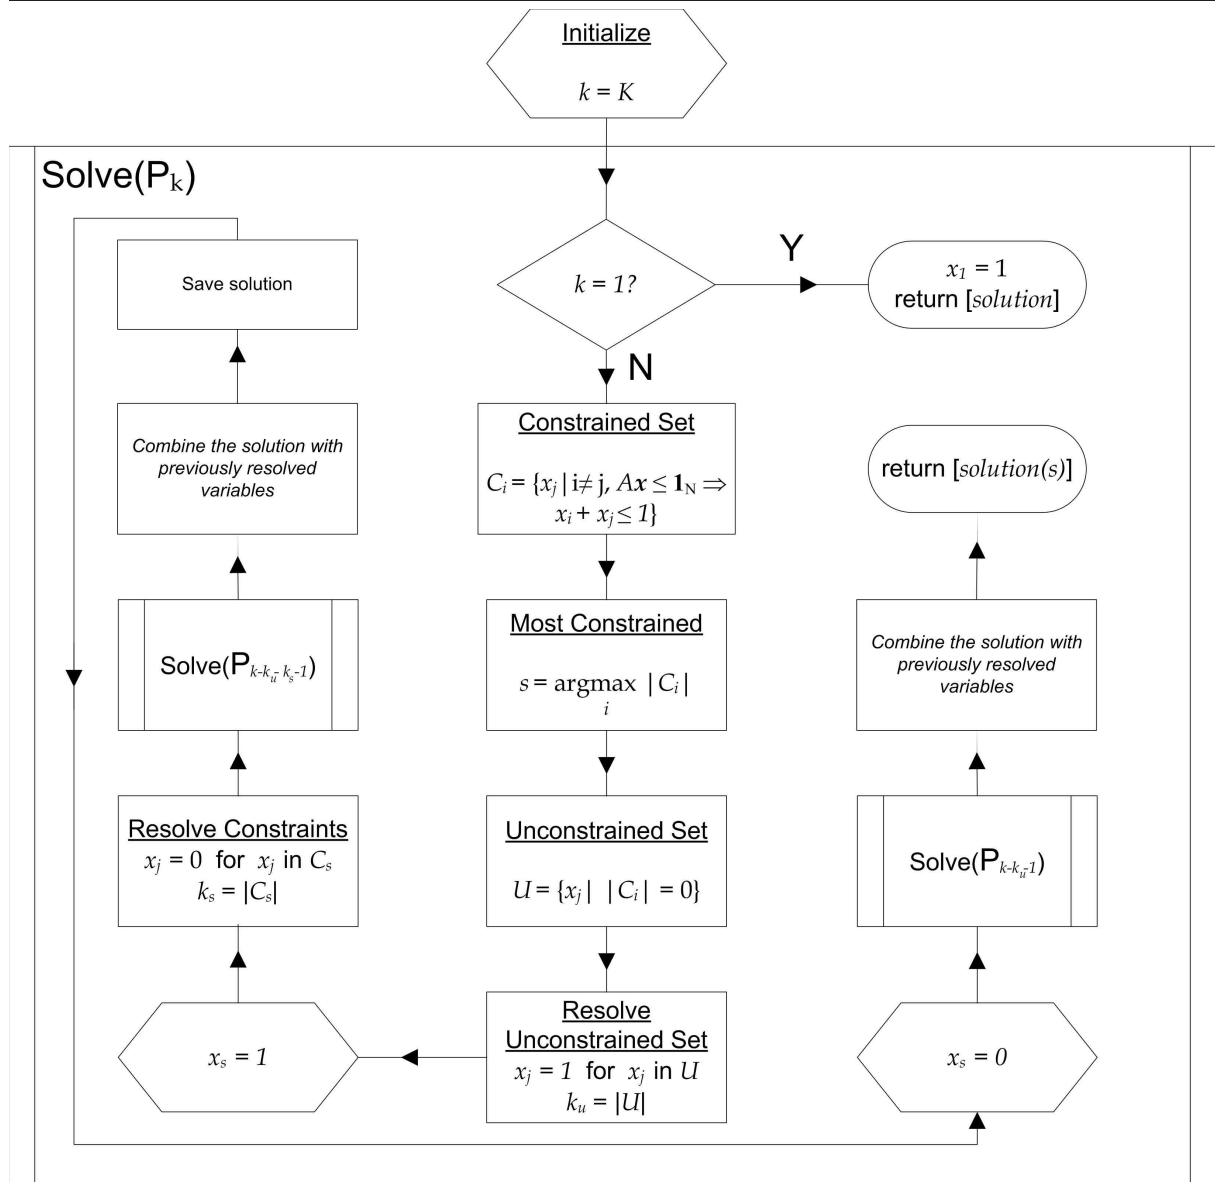 Initialize
k = K
Solve(Pk)
k = 1?
Y
x1 = 1
return [solution]
N
Save solution
Constrained Set
Ci = {xj | i≠ j, Ax ≤ 1N ⇒
xi + xj ≤ 1}
Combine the solution with
previously resolved
variables
return [solution(s)]
Most Constrained
s = argmax |Ci|
i
Solve(Pk-ku-ks-1)
Combine the solution with
previously resolved
variables
Resolve Constraints
xj = 0 for xj in Cs
ks = |Cs|
Unconstrained Set
U = {xj | |Ci| = 0}
Solve(Pk-ku-1)
Resolve
Unconstrained Set
xj = 1 for xj in U
ku = |U|
xs = 1
xs = 0